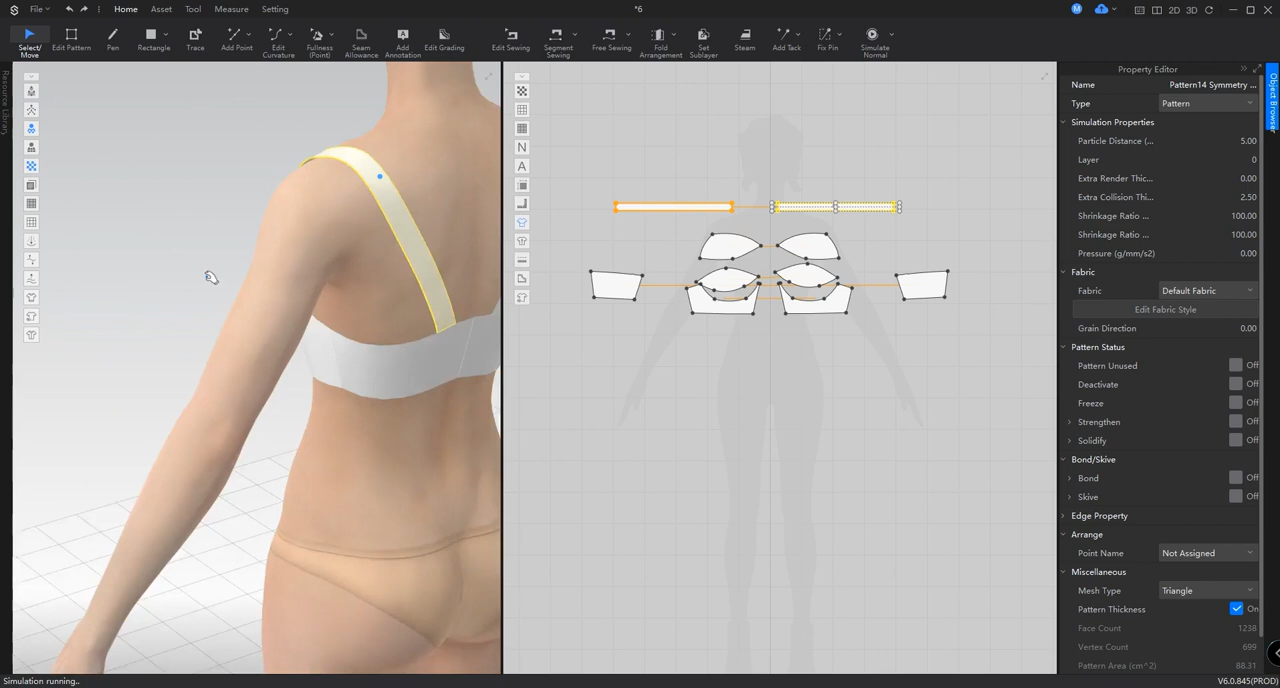 File Home Asset Tool Measure Setting *6 M 2D 3D
Select/ Move Edit Pattern Pen Rectangle Trace Add Point Edit Curvature Fullness (Point) Seam Allowance Add Annotation Edit Grading Edit Sewing Segment Sewing Free Sewing Fold Arrangement Set Sublayer Steam Add Tack Fix Pin Simulate Normal
Resource Library
N
A
Property Editor
Object Browser
Name Pattern14 Symmetry ...
Type Pattern
Simulation Properties
Particle Distance (... 5.00
Layer 0
Extra Render Thic... 0.00
Extra Collision Thi... 2.50
Shrinkage Ratio ... 100.00
Shrinkage Ratio ... 100.00
Pressure (g/mm/s2) 0.00
Fabric
Fabric Default Fabric
Edit Fabric Style
Grain Direction 0.00
Pattern Status
Pattern Unused Off
Deactivate Off
Freeze Off
Strengthen Off
Solidify Off
Bond/Skive
Bond Off
Skive Off
Edge Property
Arrange
Point Name Not Assigned
Miscellaneous
Mesh Type Triangle
Pattern Thickness On
Face Count 1238
Vertex Count 699
Pattern Area (cm^2) 88.31
Simulation running.. V6.0.845(PROD)